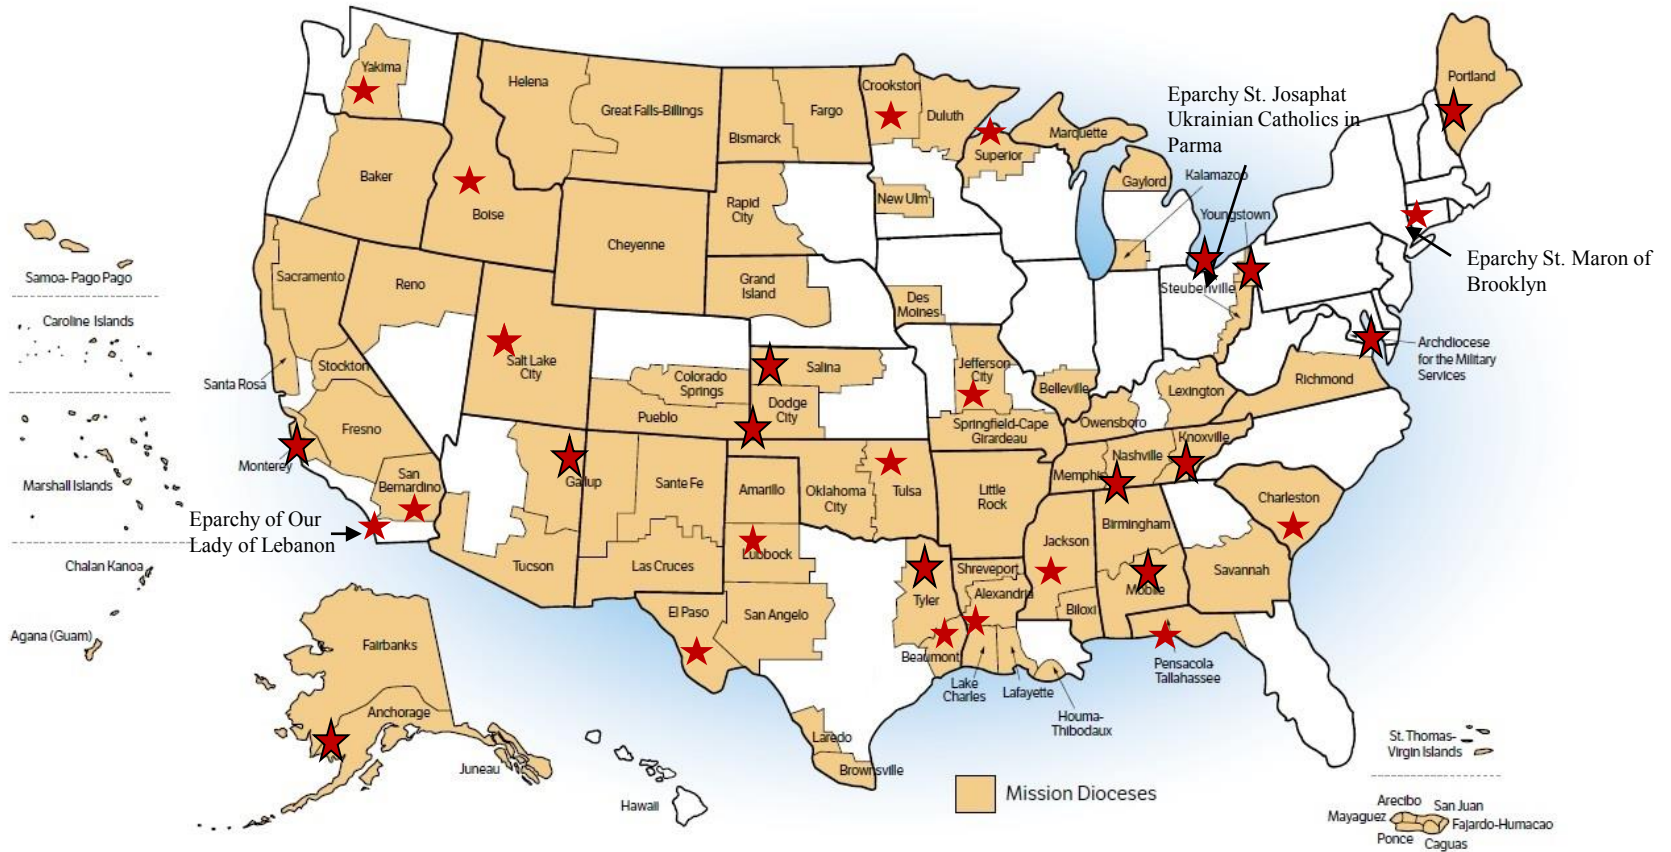 Yakima
Helena
Great Falls-Billings
Bismarck
Fargo
Crookston
Duluth
Superior
Marquette
Gaylord
Kalamazoo
Youngstown
Eparchy St. Josaphat
Ukrainian Catholics in
Parma
Portland
Baker
Boise
Cheyenne
Rapid
City
New Ulm
Samoa- Pago Pago
Caroline Islands
Sacramento
Reno
Grand
Island
Des
Moines
Steubenville
Eparchy St. Maron of
Brooklyn
Archdiocese
for the Military
Services
Santa Rosa
Stockton
Salt Lake
City
Colorado
Springs
Pueblo
Salina
Dodge
City
Jefferson
City
Belleville
Springfield-Cape
Girardeau
Owensboro
Lexington
Richmond
Marshall Islands
Monterey
Fresno
San
Bernardino
Gallup
Sante Fe
Amarillo
Oklahoma
City
Tulsa
Little
Rock
Memphis
Nashville
Knoxville
Charleston
Eparchy of Our
Lady of Lebanon
Chalan Kanoa
Agana (Guam)
Tucson
Las Cruces
Lubbock
El Paso
San Angelo
Tyler
Beaumont
Shreveport
Alexandria
Jackson
Biloxi
Birmingham
Mobile
Savannah
Lake
Charles
Lafayette
Houma-
Thibodaux
Pensacola-
Tallahassee
Fairbanks
Anchorage
Juneau
Hawaii
Laredo
Brownsville
Mission Dioceses
St. Thomas-
Virgin Islands
Arecibo
San Juan
Mayaguez
Fajardo-Humacao
Ponce
Caguas